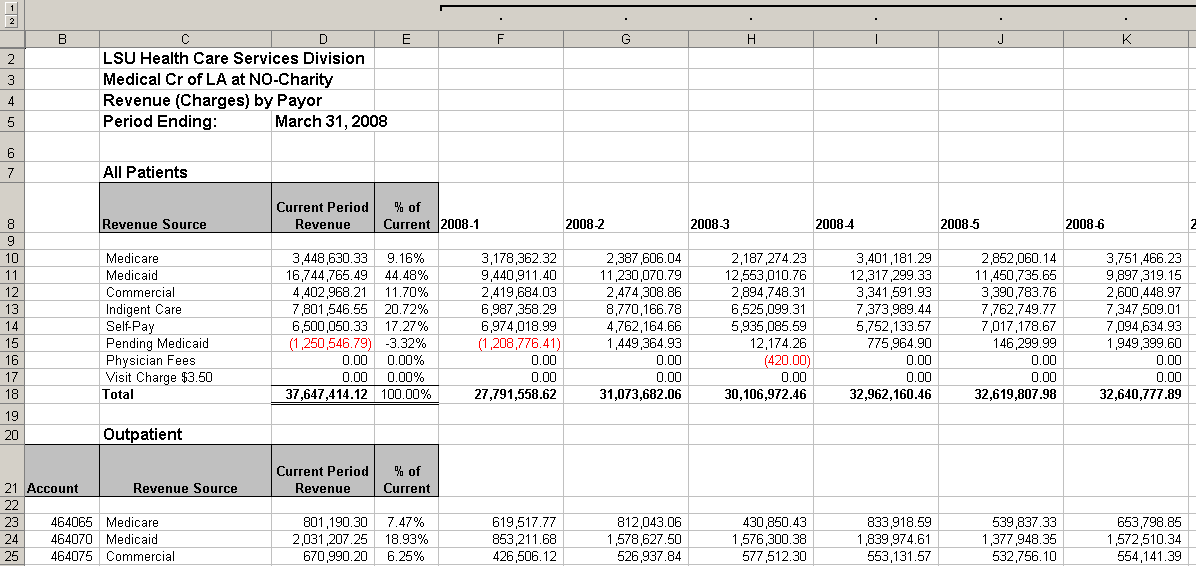 1
2
B C D E F G H I J K
2 LSU Health Care Services Division
3 Medical Cr of LA at NO-Charity
4 Revenue (Charges) by Payor
5 Period Ending: March 31, 2008
6
7 All Patients
8 Revenue Source Current Period Revenue % of Current 2008-1 2008-2 2008-3 2008-4 2008-5 2008-6 2
9
10 Medicare 3,448,630.33 9.16% 3,178,362.32 2,387,606.04 2,187,274.23 3,401,181.29 2,852,060.14 3,751,466.23
11 Medicaid 16,744,765.49 44.48% 9,440,911.40 11,230,070.79 12,553,010.76 12,317,299.33 11,450,735.65 9,897,319.15
12 Commercial 4,402,968.21 11.70% 2,419,684.03 2,474,308.86 2,894,748.31 3,341,591.93 3,390,783.76 2,600,448.97
13 Indigent Care 7,801,546.55 20.72% 6,987,358.29 8,770,166.78 6,525,099.31 7,373,989.44 7,762,749.77 7,347,509.01
14 Self-Pay 6,500,050.33 17.27% 6,974,018.99 4,762,164.66 5,935,085.59 5,752,133.57 7,017,178.67 7,094,634.93
15 Pending Medicaid (1,250,546.79) -3.32% (1,208,776.41) 1,449,364.93 12,174.26 775,964.90 146,299.99 1,949,399.60
16 Physician Fees 0.00 0.00% 0.00 0.00 (420.00) 0.00 0.00 0.00
17 Visit Charge $3.50 0.00 0.00% 0.00 0.00 0.00 0.00 0.00 0.00
18 Total 37,647,414.12 100.00% 27,791,558.62 31,073,682.06 30,106,972.46 32,962,160.46 32,619,807.98 32,640,777.89
19
20 Outpatient
21 Account Revenue Source Current Period Revenue % of Current
22
23 464065 Medicare 801,190.30 7.47% 619,517.77 812,043.06 430,850.43 833,918.59 539,837.33 653,798.85
24 464070 Medicaid 2,031,207.25 18.93% 853,211.68 1,578,627.50 1,576,300.38 1,839,974.61 1,377,948.35 1,572,510.34
25 464075 Commercial 670,990.20 6.25% 426,506.12 526,937.84 577,512.30 553,131.57 532,756.10 554,141.39